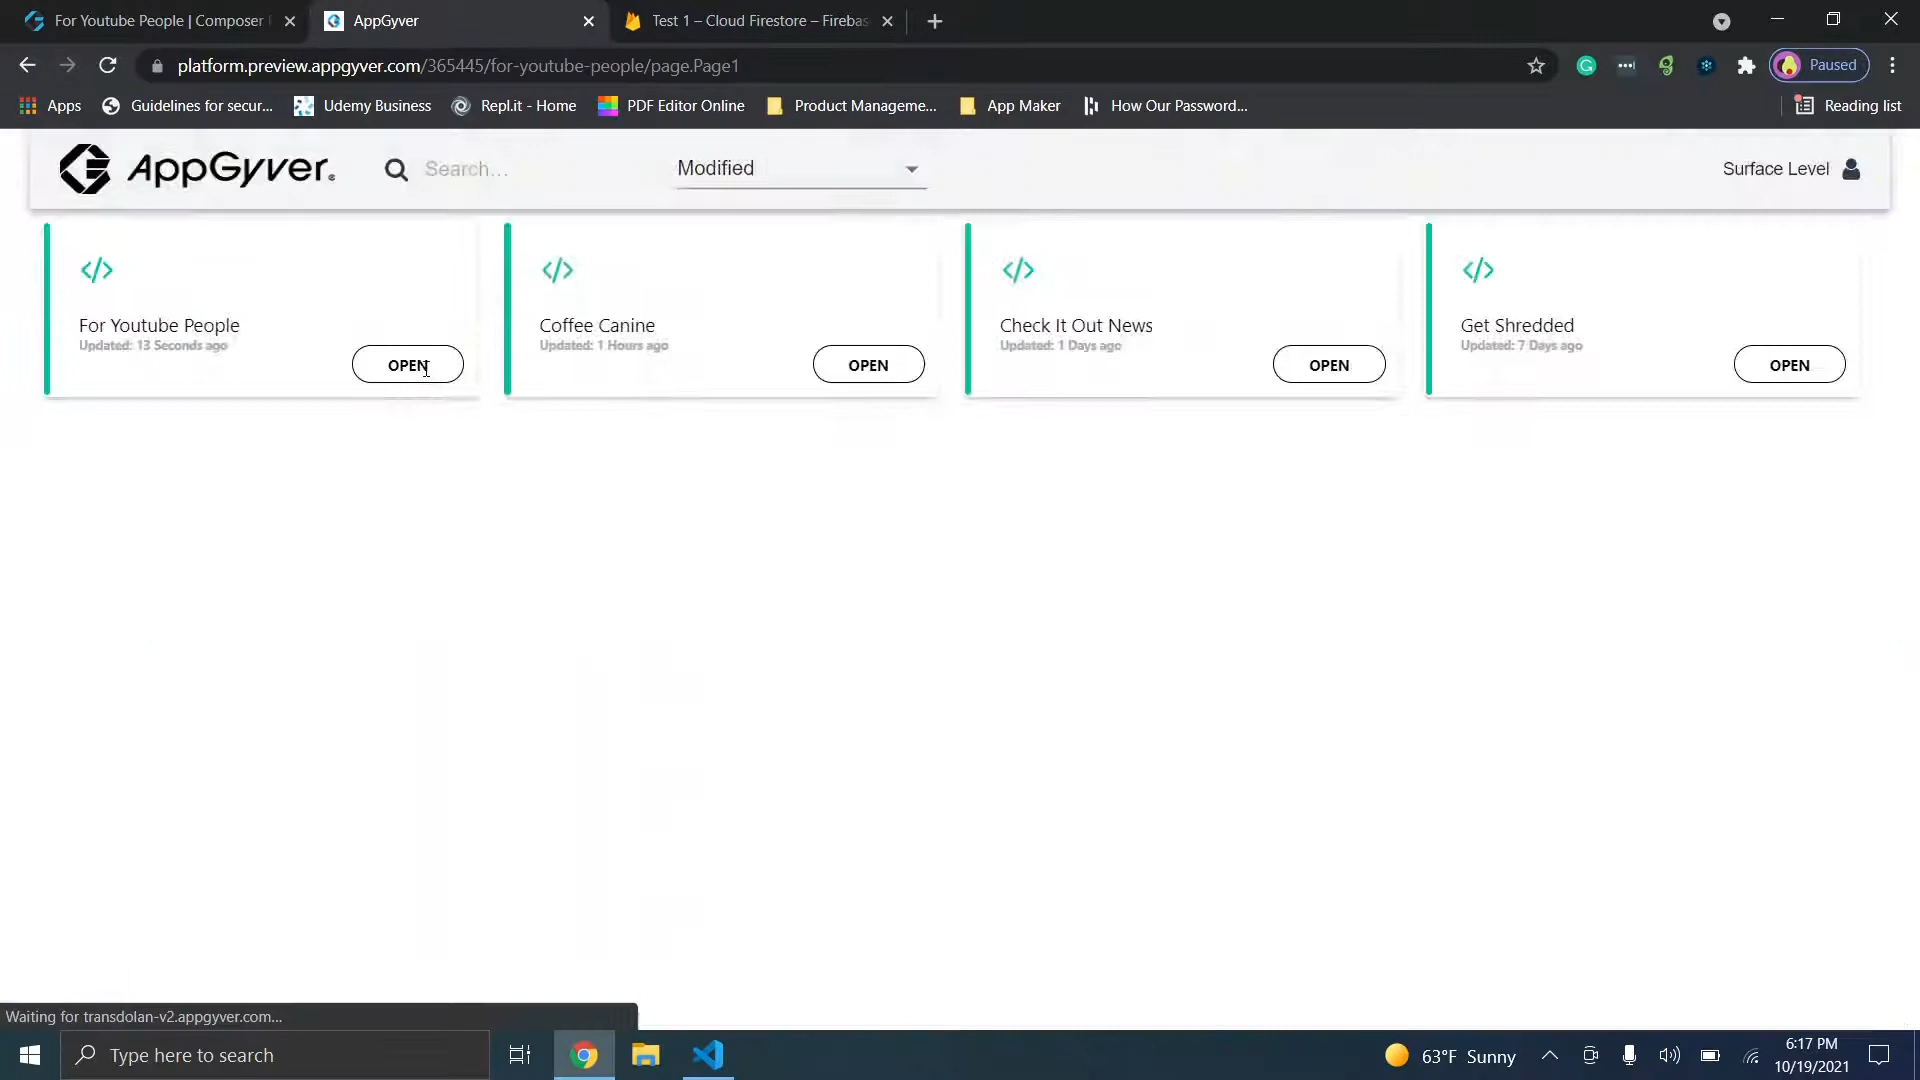 For Youtube People | Composer
AppGyver
Test 1 – Cloud Firestore – Firebas
platform.preview.appgyver.com/365445/for-youtube-people/page.Page1
Paused
Apps
Guidelines for secur...
Udemy Business
Repl.it - Home
PDF Editor Online
Product Manageme...
App Maker
How Our Password...
Reading list
AppGyver.
Search...
Modified
Surface Level
</>
For Youtube People
Updated: 13 Seconds ago
OPEN
</>
Coffee Canine
Updated: 1 Hours ago
OPEN
</>
Check It Out News
Updated: 1 Days ago
OPEN
</>
Get Shredded
Updated: 7 Days ago
OPEN
Waiting for transdolan-v2.appgyver.com...
Type here to search
63°F Sunny
6:17 PM
10/19/2021